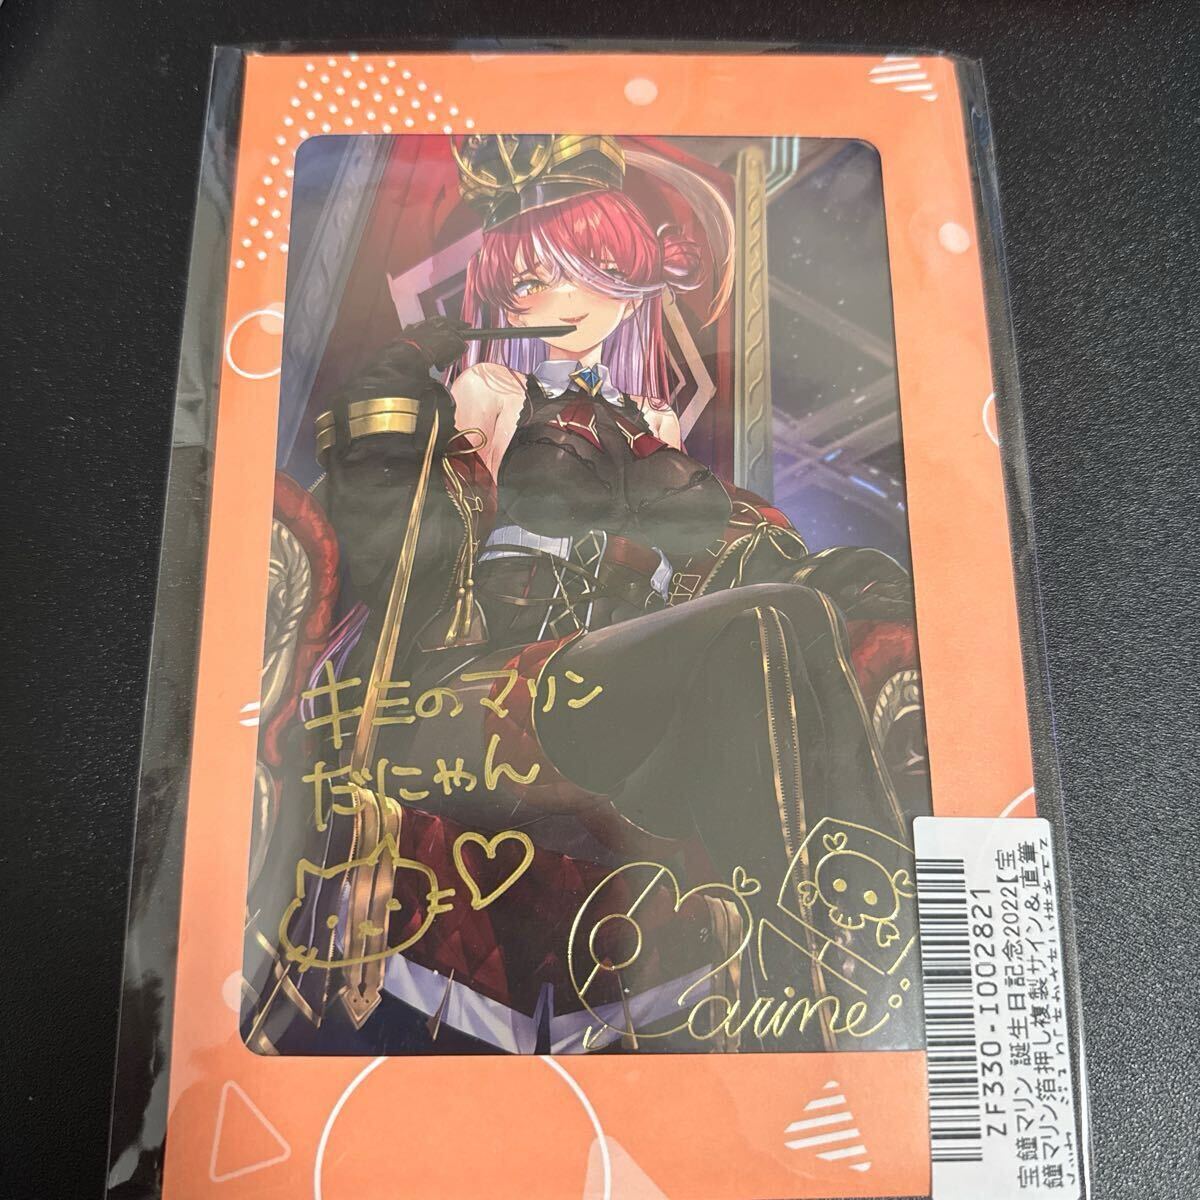 キミのマリン
だにゃん
Marine
ZF330-I002821
宝鐘マリン 誕生日記念2022【宝
鐘マリン箔押し複製サイン&直筆